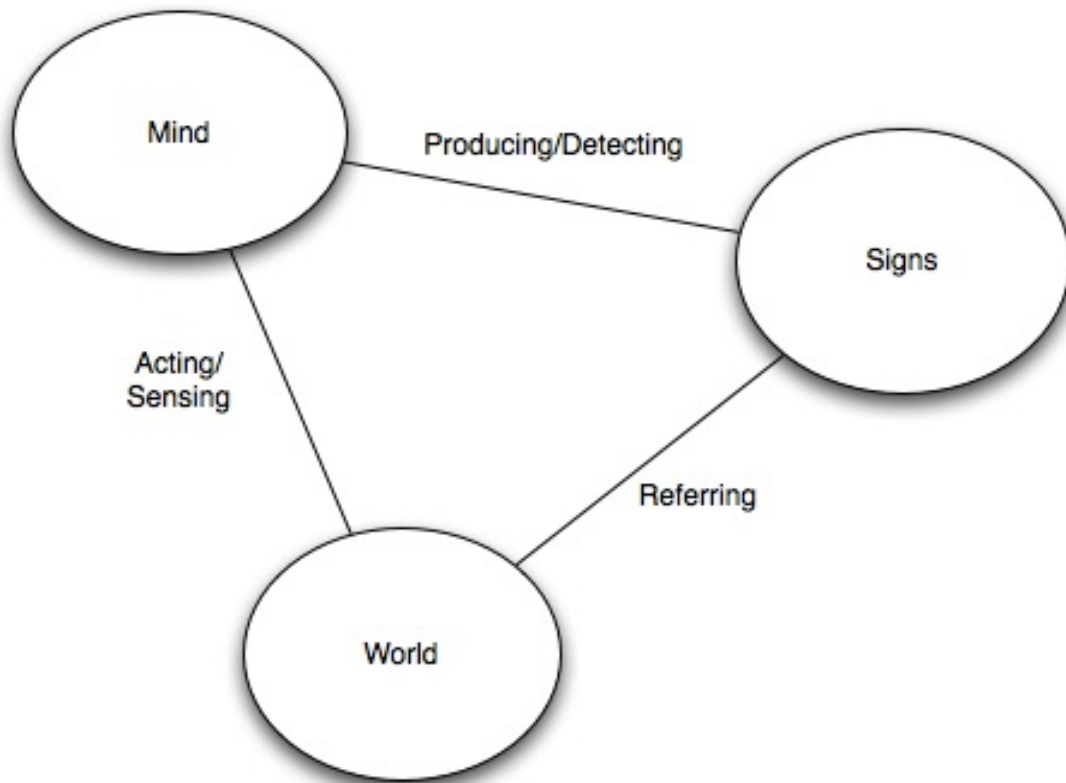 Mind
Producing/Detecting
Signs
Acting/
Sensing
Referring
World